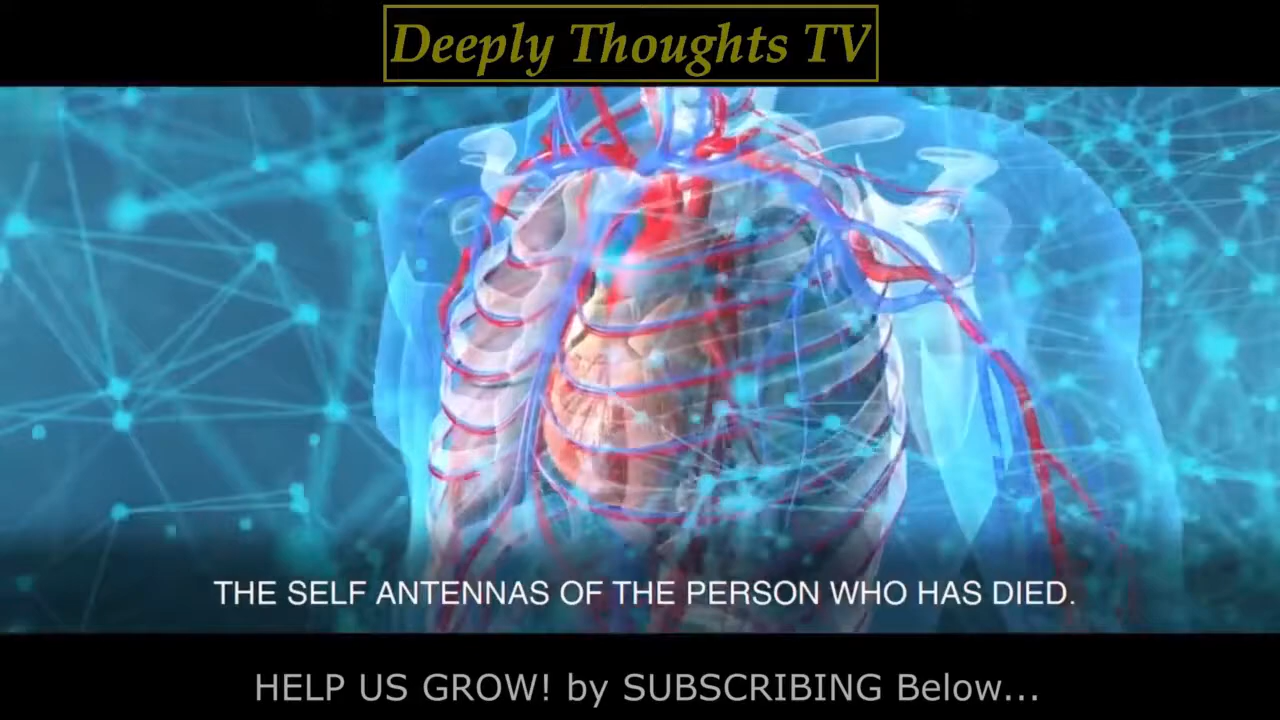 Deeply Thoughts TV
THE SELF ANTENNAS OF THE PERSON WHO HAS DIED.
HELP US GROW! by SUBSCRIBING Below...